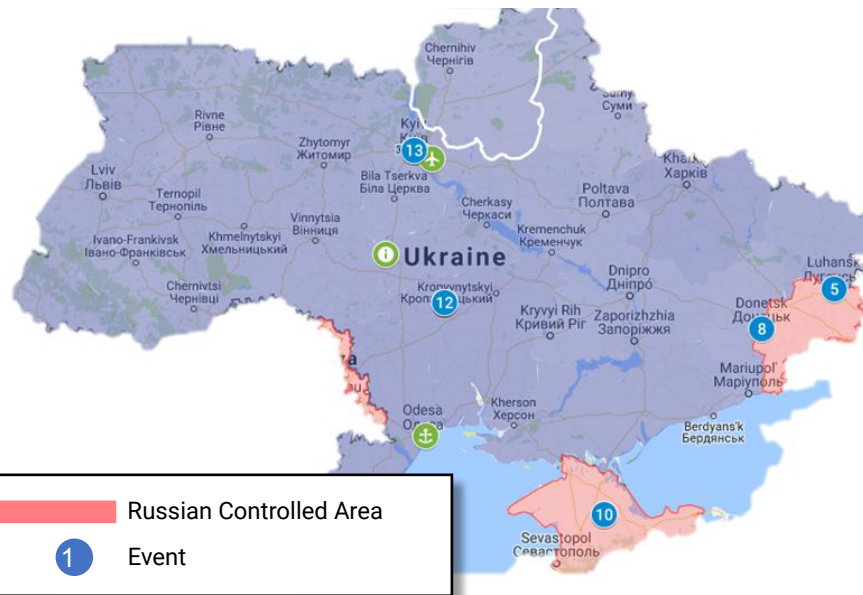 Chernihiv
Чернігів
Суми
Rivne
Рівне
13
Zhytomyr
Житомир
Lviv
Львів
Харків
Bila Tserkva
Біла Церква
Poltava
Полтава
Ternopil
Тернопіль
Cherkasy
Черкаси
Vinnytsia
Вінниця
Kremenchuk
Кременчук
Ivano-Frankivsk
Івано-Франківськ
Khmelnytskyi
Хмельницький
i
Ukraine
Luhansk
Dnipro
Дніпро
Chernivtsi
Чернівці
5
12
Kryvyi Rih
Кривий Ріг
Zaporizhzhia
Запоріжжя
Donetsk
8
Mariupol'
Маріуполь
Odesa
Kherson
Херсон
Berdyans'k
Бердянськ
10
Sevastopol
Севастополь
Russian Controlled Area
1 Event